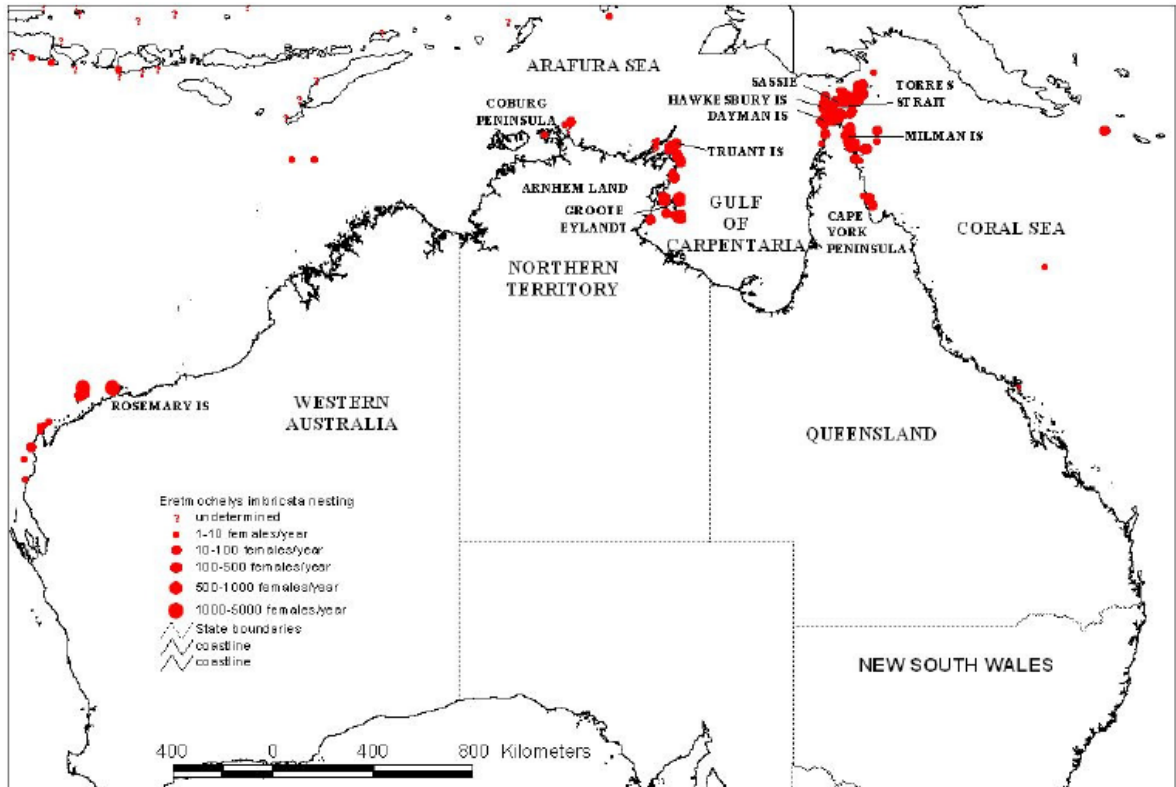 ARAFURA SEA
COBURG
PENINSULA
SASSIE
HAWKESBURY IS
DAYMAN IS
TORRES
STRAIT
MILMAN IS
TRUANT IS
ARNHEM LAND
GROOTE
EYLANDT
GULF
OF
CARPENTARIA
CAPE
YORK
PENINSULA
CORAL SEA
NORTHERN
TERRITORY
ROSEMARY IS
WESTERN
AUSTRALIA
QUEENSLAND
NEW SOUTH WALES
Eretmochelys imbricata nesting
? undetermined
1-10 females/year
10-100 females/year
100-500 females/year
500-1000 females/year
1000-5000 females/year
State boundaries
coastline
coastline
400 0 400 800 Kilometers